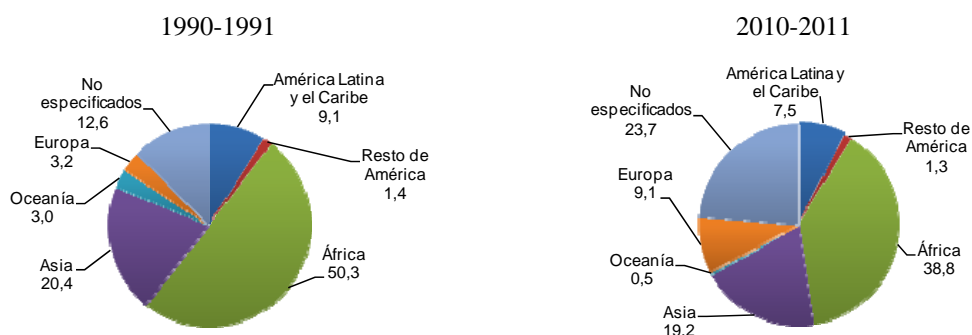 1990-1991
No
especificados
12,6
América Latina
y el Caribe
9,1
Europa
3,2
Resto de
América
1,4
Oceanía
3,0
Asia
20,4
África
50,3
2010-2011
América Latina y
el Caribe
7,5
No
especificados
23,7
Resto de
América
1,3
Europa
9,1
Oceanía
0,5
África
38,8
Asia
19,2